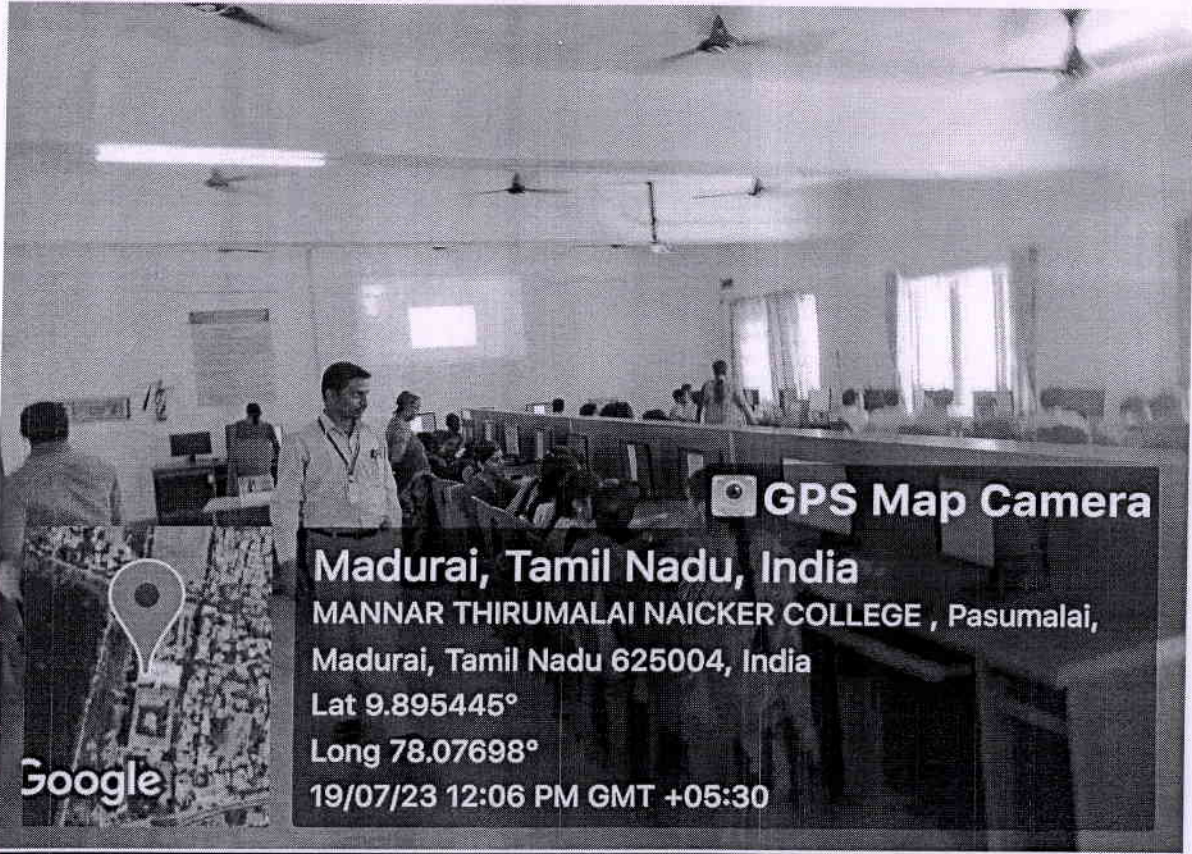 GPS Map Camera
Madurai, Tamil Nadu, India
MANNAR THIRUMALAI NAICKER COLLEGE , Pasumalai,
Madurai, Tamil Nadu 625004, India
Lat 9.895445°
Long 78.07698°
19/07/23 12:06 PM GMT +05:30
Google